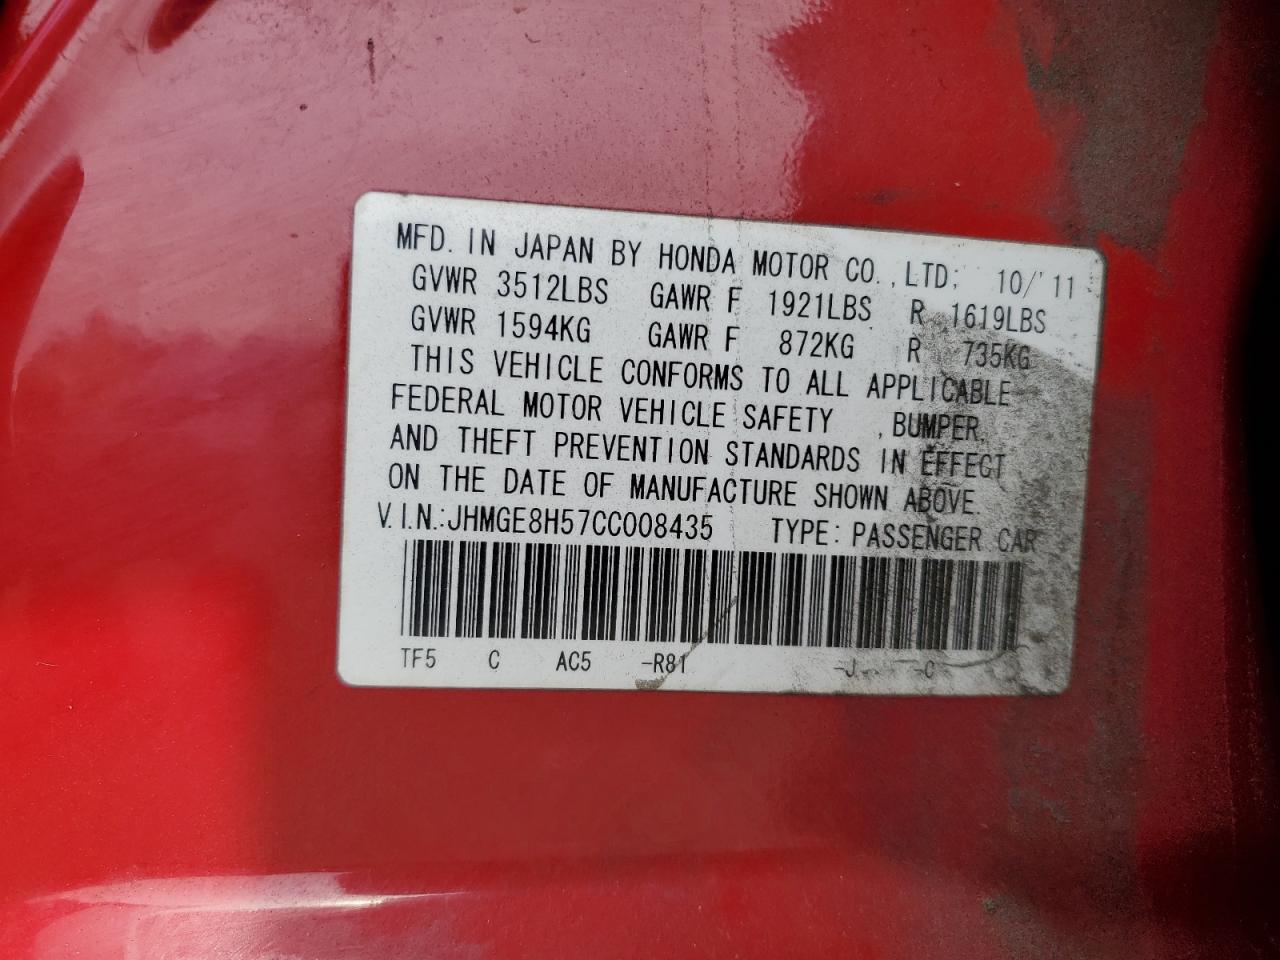 MFD. IN JAPAN BY HONDA MOTOR CO., LTD; 10/'11
GVWR 3512LBS GAWR F 1921LBS R 1619LBS
GVWR 1594KG GAWR F 872KG R 735KG
THIS VEHICLE CONFORMS TO ALL APPLICABLE
FEDERAL MOTOR VEHICLE SAFETY , BUMPER,
AND THEFT PREVENTION STANDARDS IN EFFECT
ON THE DATE OF MANUFACTURE SHOWN ABOVE.
V.I.N.:JHMGE8H57CC008435 TYPE: PASSENGER CAR
TF5 C AC5 -R81 -J -C